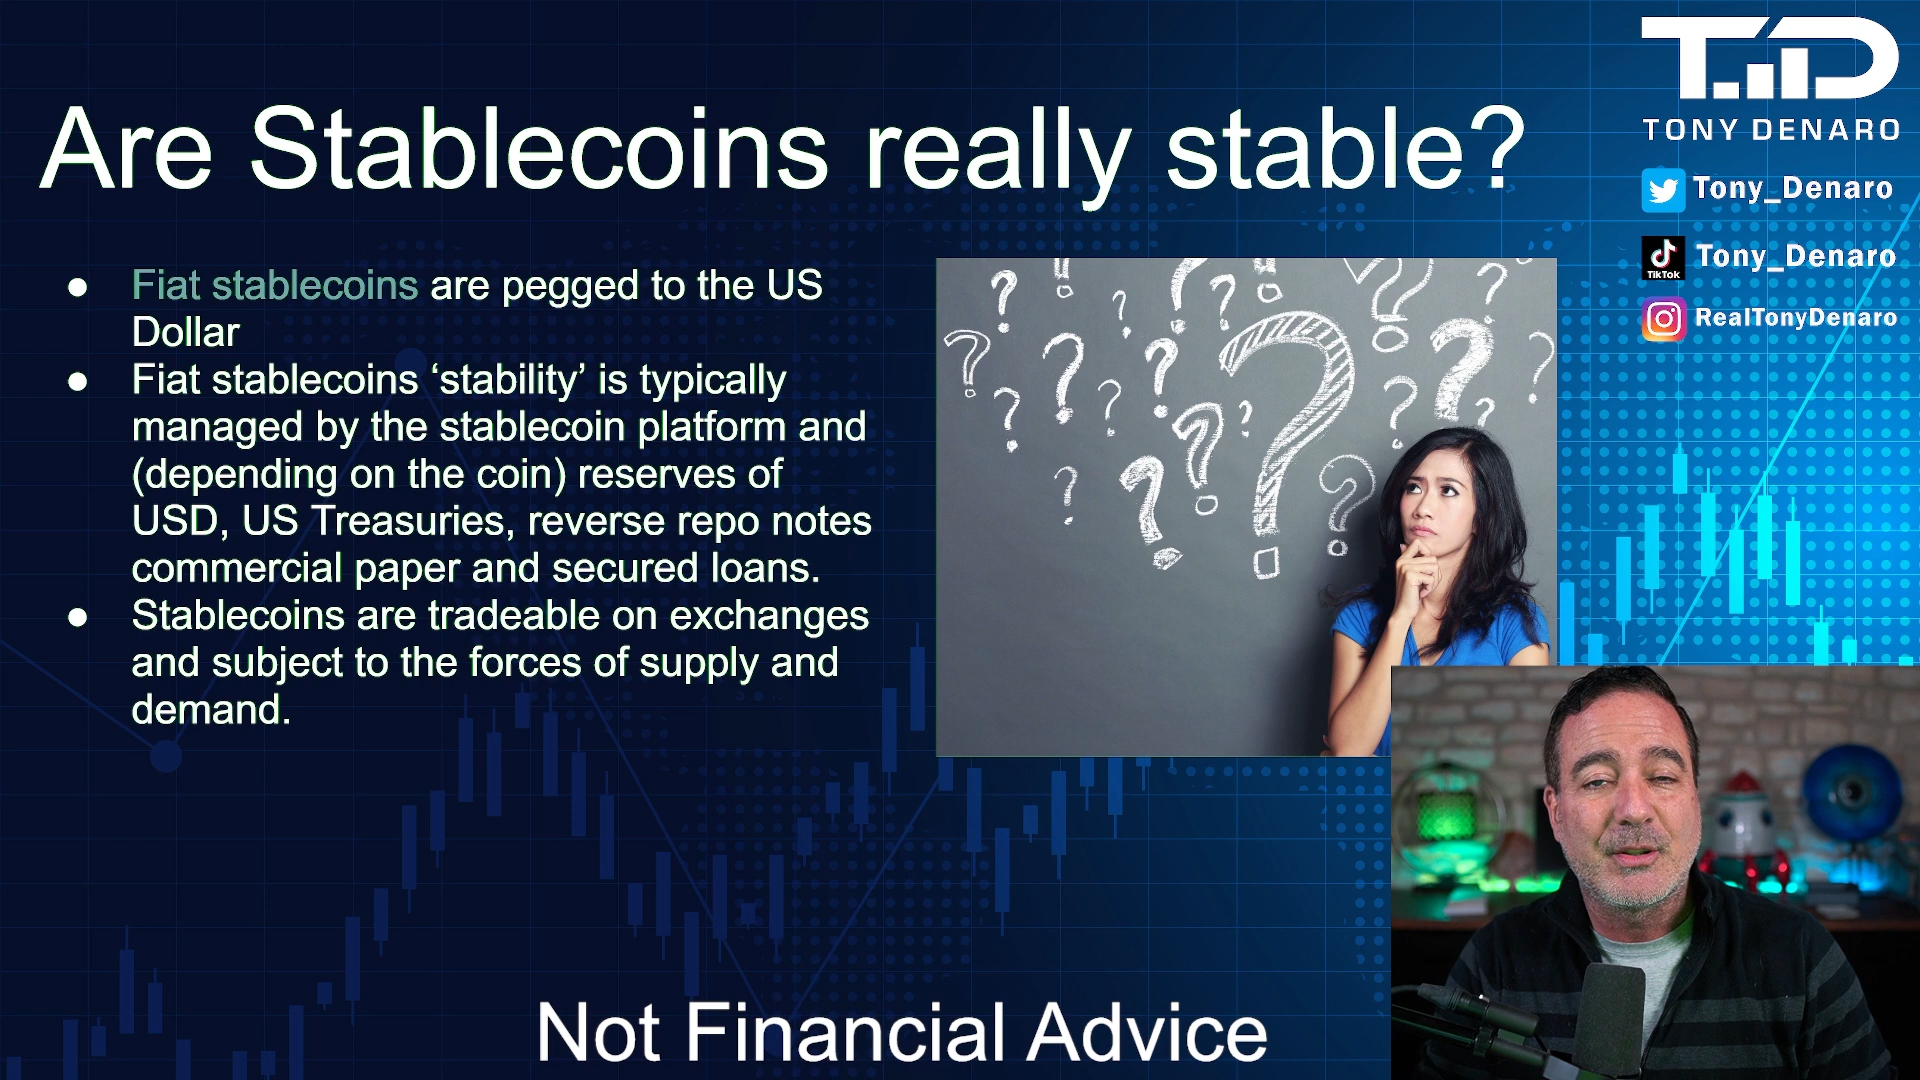 Are Stablecoins really stable?
● Fiat stablecoins are pegged to the US
Dollar
● Fiat stablecoins ‘stability’ is typically
managed by the stablecoin platform and
(depending on the coin) reserves of
USD, US Treasuries, reverse repo notes
commercial paper and secured loans.
● Stablecoins are tradeable on exchanges
and subject to the forces of supply and
demand.
TD
TONY DENARO
Tony_Denaro
TikTok
Tony_Denaro
RealTonyDenaro
Not Financial Advice